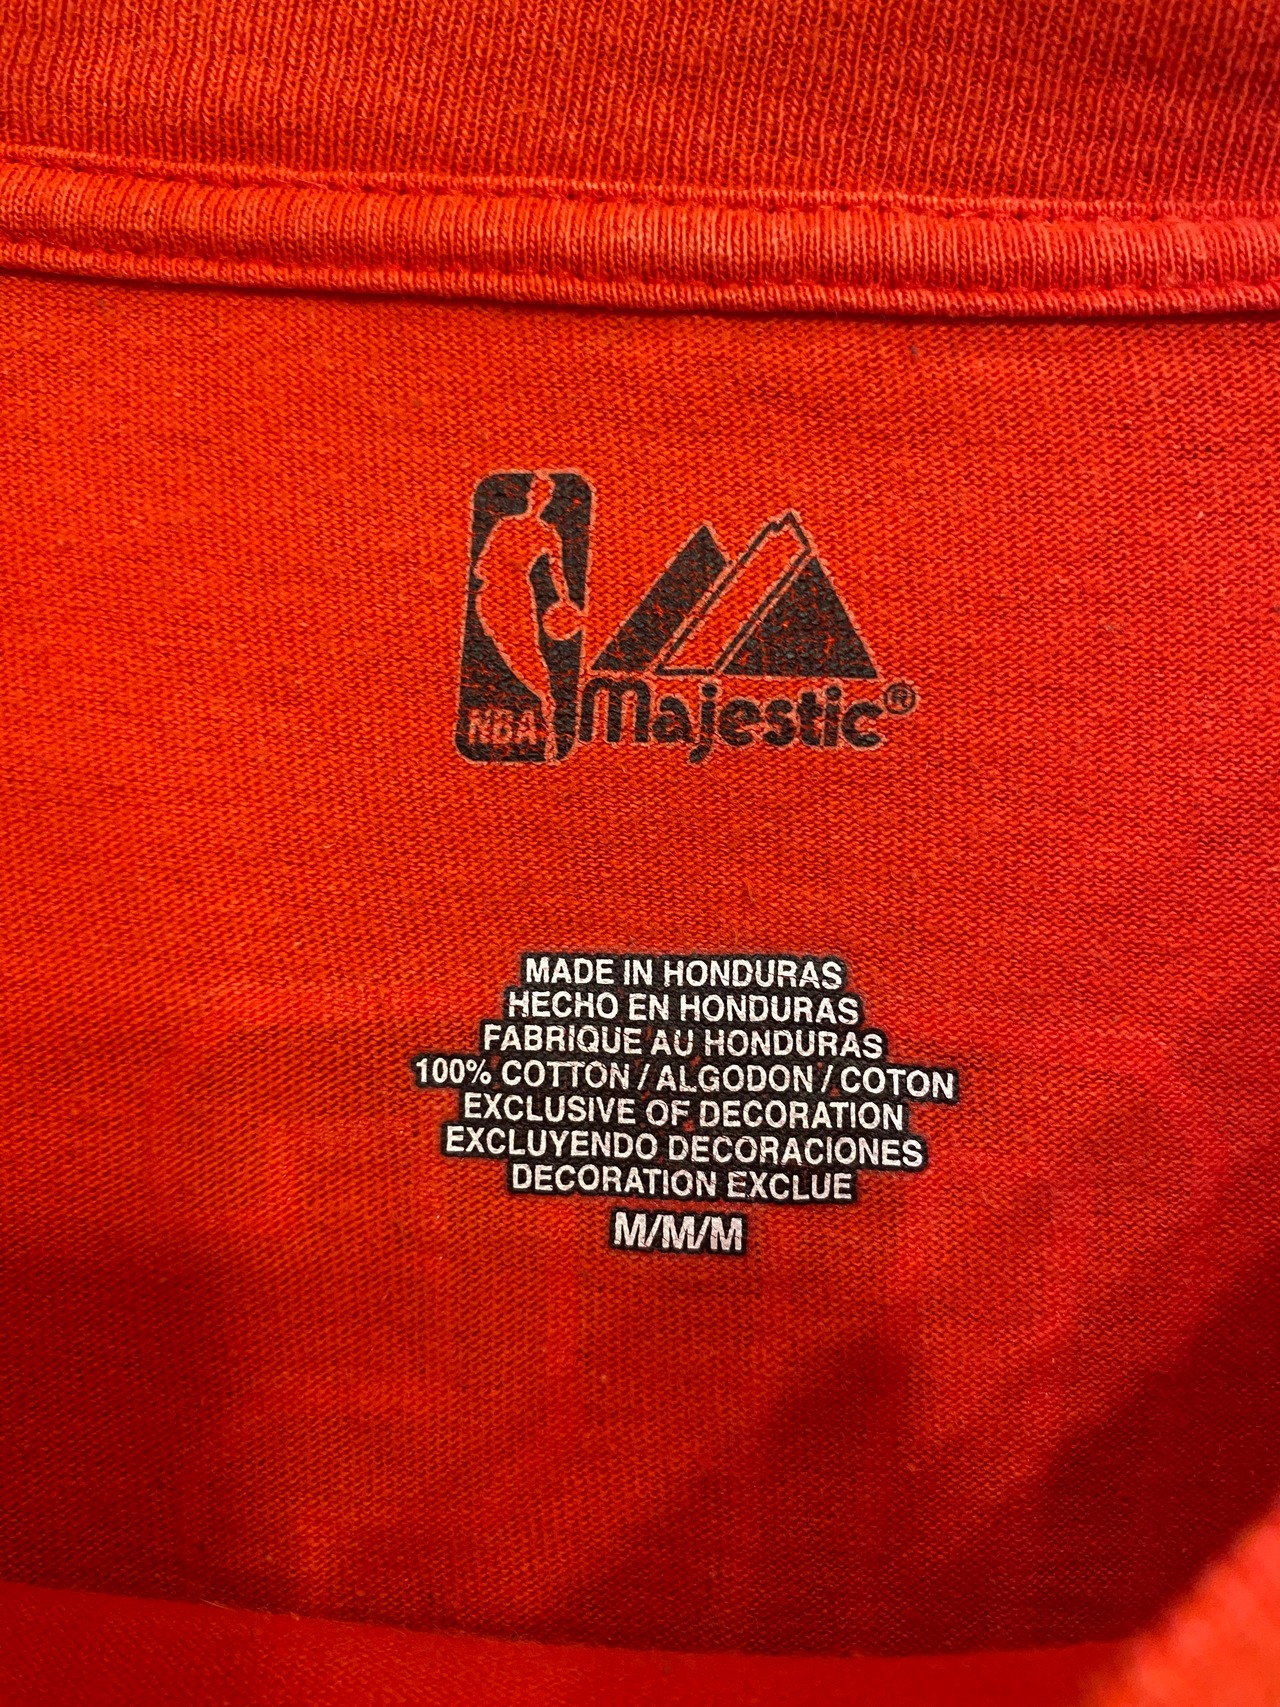 NBA
Majestic®
MADE IN HONDURAS
HECHO EN HONDURAS
FABRIQUE AU HONDURAS
100% COTTON / ALGODON / COTON
EXCLUSIVE OF DECORATION
EXCLUYENDO DECORACIONES
DECORATION EXCLUE
M/M/M